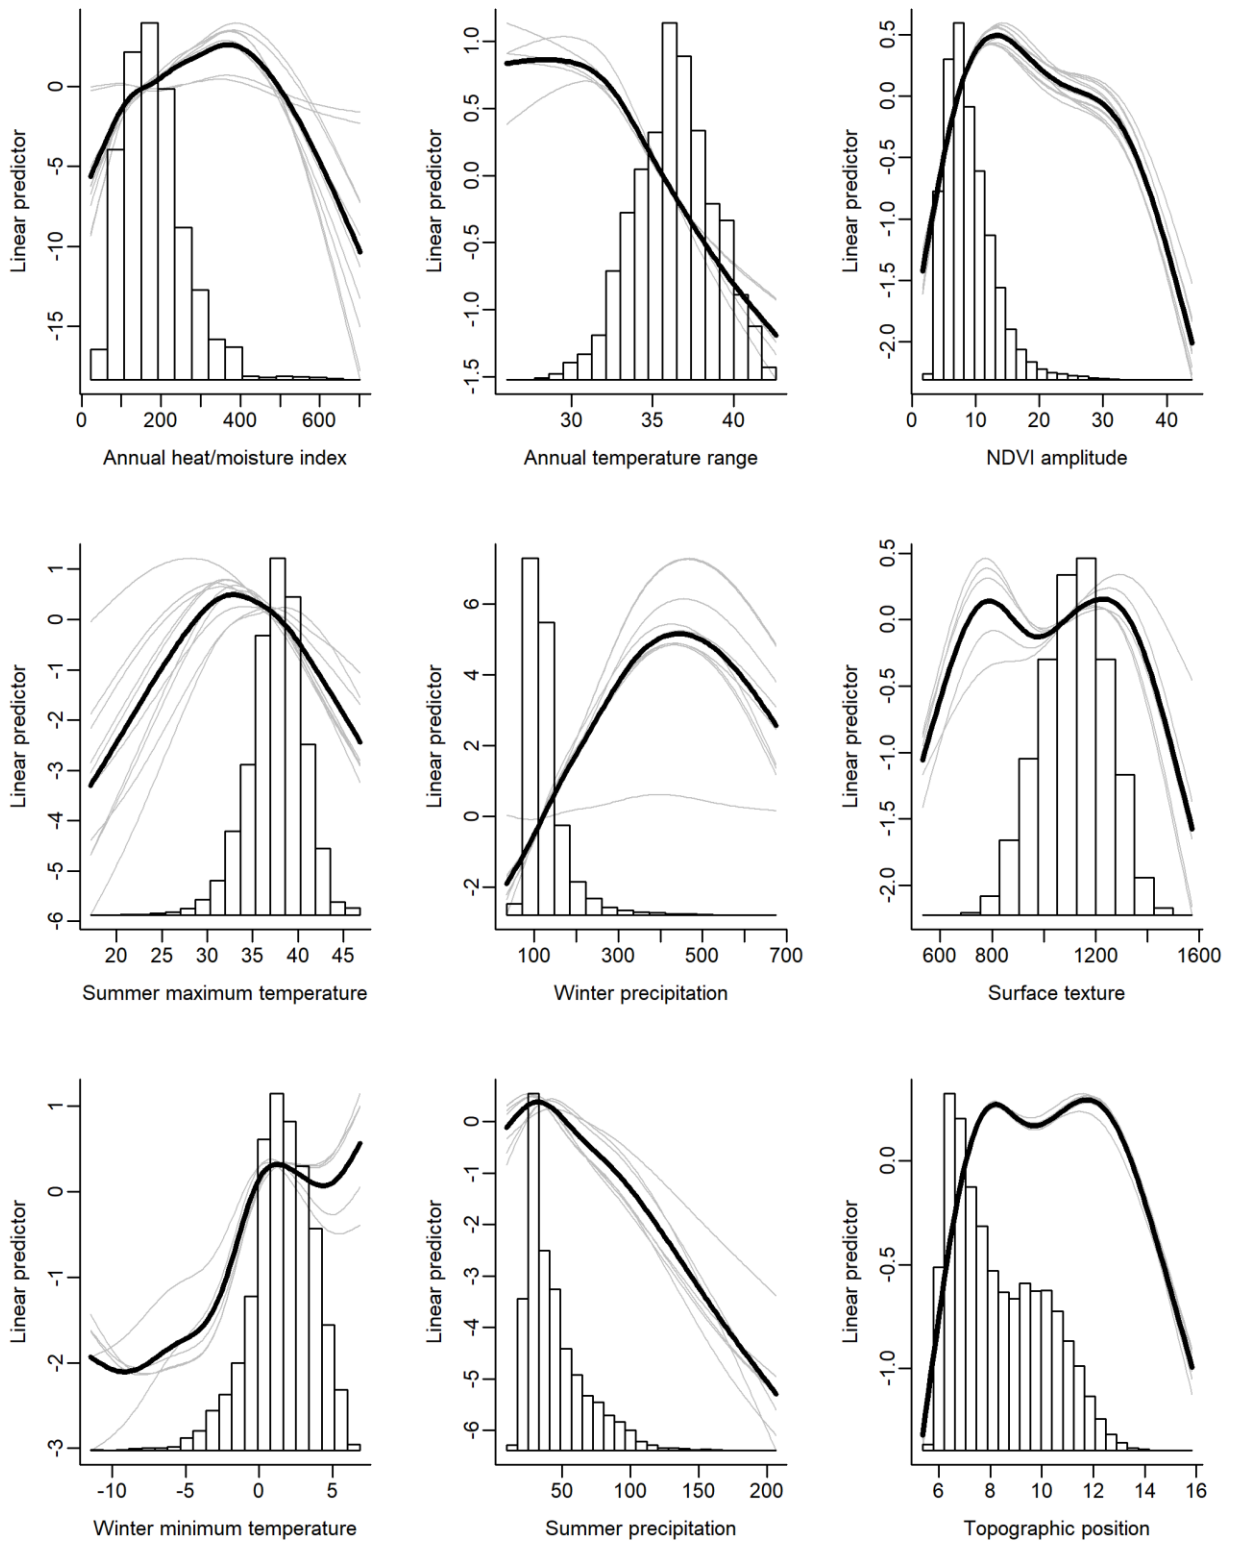 Linear predictor
0
-5
-10
-15
0 200 400 600
Annual heat/moisture index
Linear predictor
1.0
0.5
0.0
-0.5
-1.0
-1.5
30 35 40
Annual temperature range
Linear predictor
0.5
0.0
-0.5
-1.0
-1.5
-2.0
0 10 20 30 40
NDVI amplitude
Linear predictor
1
0
-1
-2
-3
-4
-5
-6
20 25 30 35 40 45
Summer maximum temperature
Linear predictor
6
4
2
0
-2
100 300 500 700
Winter precipitation
Linear predictor
0.5
0.0
-0.5
-1.0
-1.5
-2.0
600 800 1200 1600
Surface texture
Linear predictor
1
0
-1
-2
-3
-10 -5 0 5
Winter minimum temperature
Linear predictor
0
-1
-2
-3
-4
-5
-6
50 100 150 200
Summer precipitation
Linear predictor
0.0
-0.5
-1.0
6 8 10 12 14 16
Topographic position